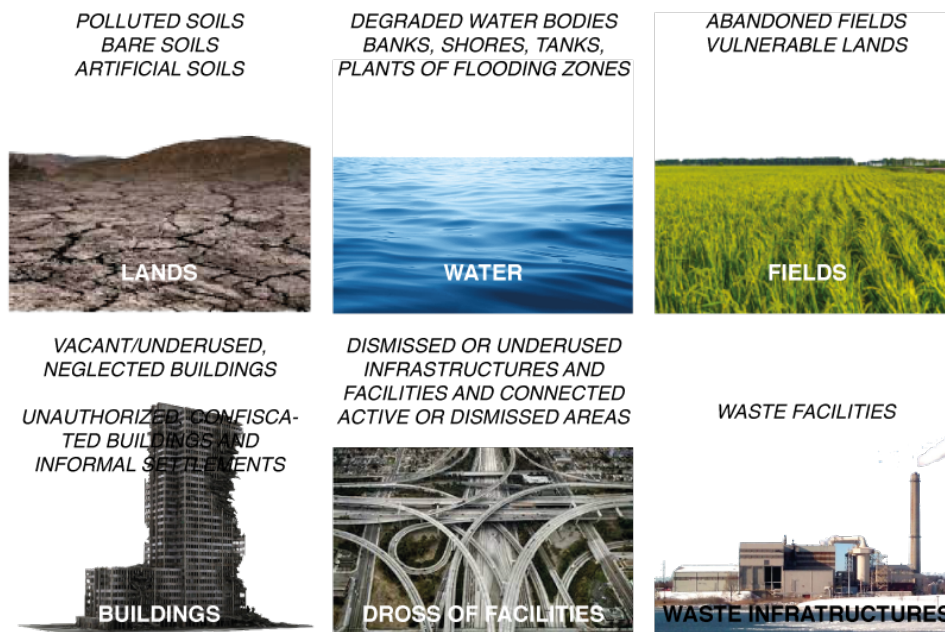 POLLUTED SOILS
BARE SOILS
ARTIFICIAL SOILS
LANDS
DEGRADED WATER BODIES
BANKS, SHORES, TANKS,
PLANTS OF FLOODING ZONES
WATER
ABANDONED FIELDS
VULNERABLE LANDS
FIELDS
VACANT/UNDERUSED,
NEGLECTED BUILDINGS
UNAUTHORIZED, CONFISCA-
TED BUILDINGS AND
INFORMAL SETTLEMENTS
BUILDINGS
DISMISSED OR UNDERUSED
INFRASTRUCTURES AND
FACILITIES AND CONNECTED
ACTIVE OR DISMISSED AREAS
DROSS OF FACILITIES
WASTE FACILITIES
WASTE INFRATRUCTURES